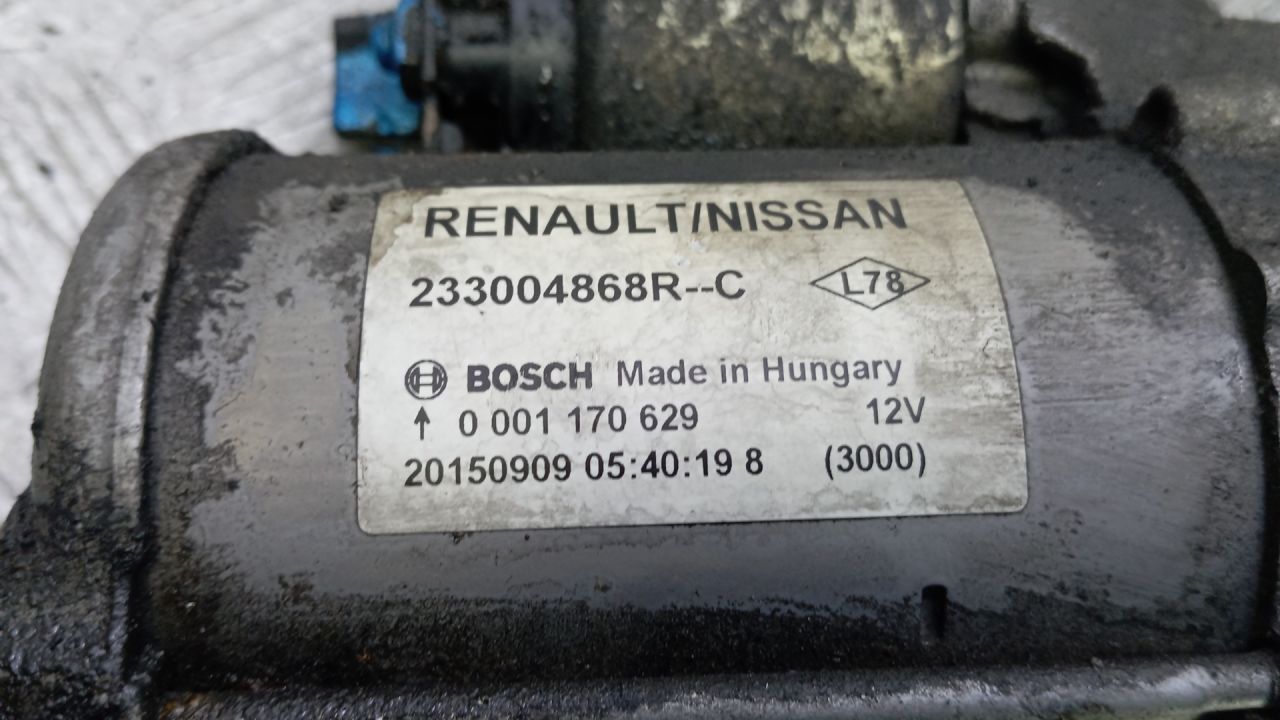 RENAULT/NISSAN
233004868R--C L78
BOSCH Made in Hungary
↑ 0 001 170 629 12V
20150909 05:40:19 8 (3000)